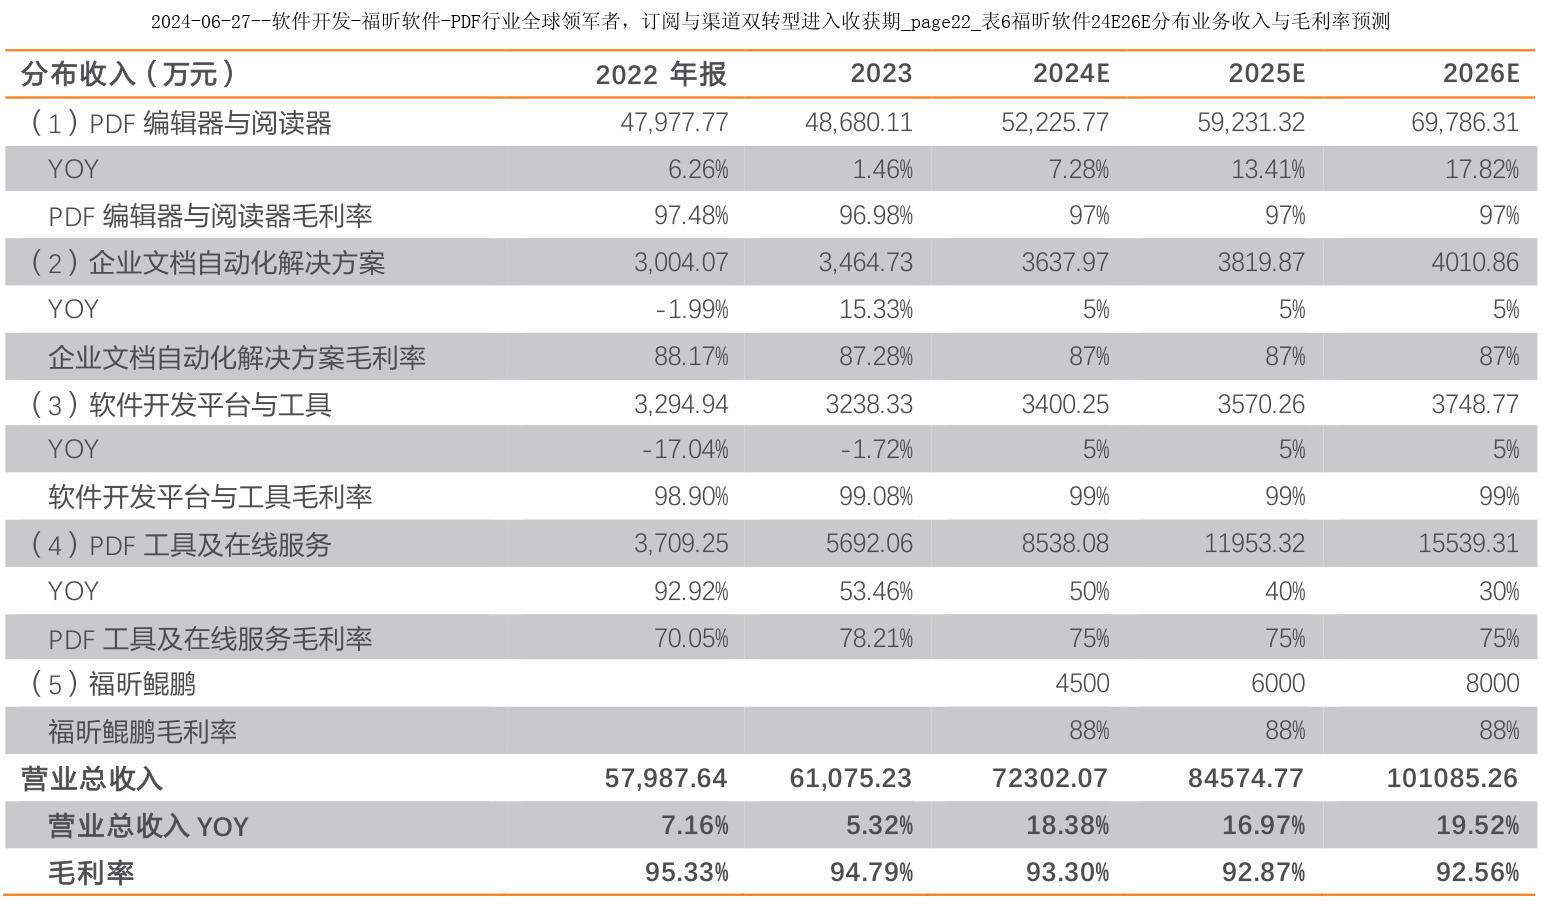 2024-06-27--软件开发-福昕软件-PDF行业全球领军者，订阅与渠道双转型进入收获期_page22_表6福昕软件24E26E分布业务收入与毛利率预测
分布收入（万元） 2022 年报 2023 2024E 2025E 2026E
（1）PDF 编辑器与阅读器 47,977.77 48,680.11 52,225.77 59,231.32 69,786.31
YOY 6.26% 1.46% 7.28% 13.41% 17.82%
PDF 编辑器与阅读器毛利率 97.48% 96.98% 97% 97% 97%
（2）企业文档自动化解决方案 3,004.07 3,464.73 3637.97 3819.87 4010.86
YOY -1.99% 15.33% 5% 5% 5%
企业文档自动化解决方案毛利率 88.17% 87.28% 87% 87% 87%
（3）软件开发平台与工具 3,294.94 3238.33 3400.25 3570.26 3748.77
YOY -17.04% -1.72% 5% 5% 5%
软件开发平台与工具毛利率 98.90% 99.08% 99% 99% 99%
（4）PDF 工具及在线服务 3,709.25 5692.06 8538.08 11953.32 15539.31
YOY 92.92% 53.46% 50% 40% 30%
PDF 工具及在线服务毛利率 70.05% 78.21% 75% 75% 75%
（5）福昕鲲鹏 4500 6000 8000
福昕鲲鹏毛利率 88% 88% 88%
营业总收入 57,987.64 61,075.23 72302.07 84574.77 101085.26
营业总收入 YOY 7.16% 5.32% 18.38% 16.97% 19.52%
毛利率 95.33% 94.79% 93.30% 92.87% 92.56%